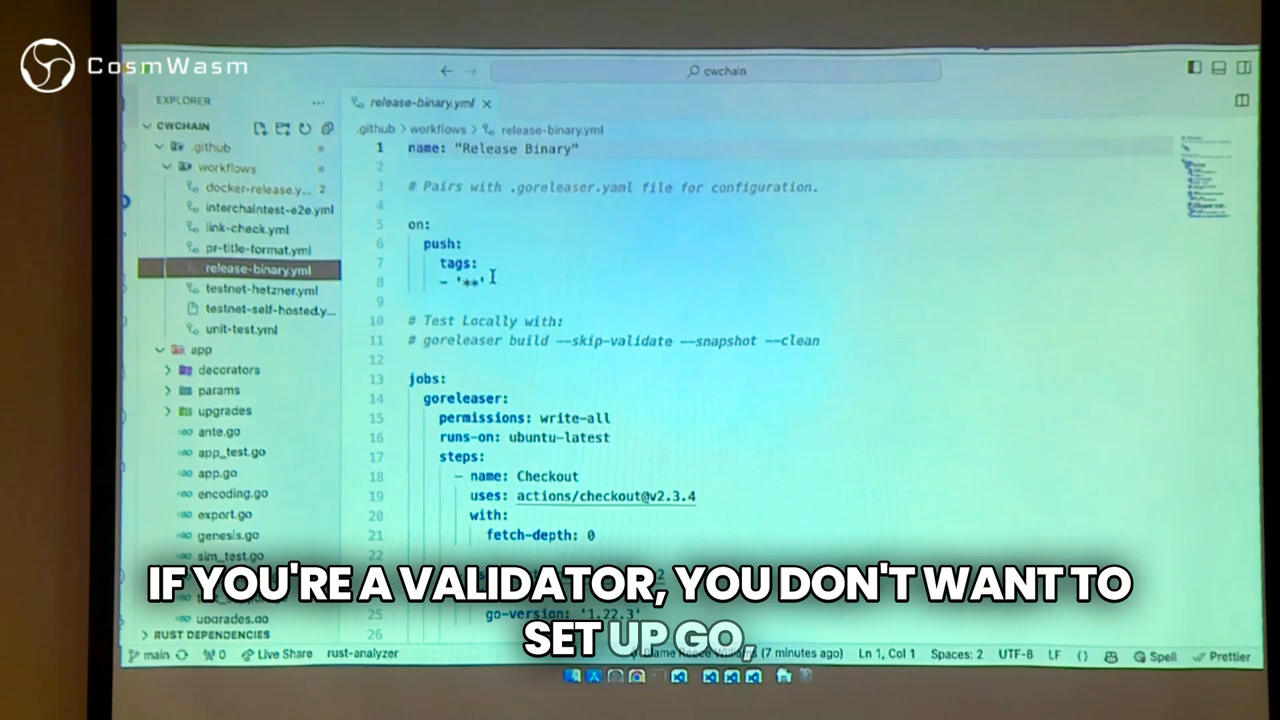 CosmWasm
cwchain
EXPLORER
release-binary.yml
CWCHAIN
.github > workflows > release-binary.yml
.github
workflows
docker-release.y... 2
interchaintest-e2e.yml
link-check.yml
pr-title-format.yml
release-binary.yml
testnet-hetzner.yml
testnet-self-hosted.y...
unit-test.yml
app
decorators
params
upgrades
ante.go
app_test.go
app.go
encoding.go
export.go
genesis.go
sim_test.go
upgrades.go
RUST DEPENDENCIES
1 name: "Release Binary"
2
3 # Pairs with .goreleaser.yaml file for configuration.
4
5 on:
6 push:
7 tags:
8 - '**'
9
10 # Test Locally with:
11 # goreleaser build --skip-validate --snapshot --clean
12
13 jobs:
14 goreleaser:
15 permissions: write-all
16 runs-on: ubuntu-latest
17 steps:
18 - name: Checkout
19 uses: actions/checkout@v2.3.4
20 with:
21 fetch-depth: 0
22
25 go-version: '1.22.3'
26
IF YOU'RE A VALIDATOR, YOU DON'T WANT TO
SET UP GO,
main 0 Live Share rust-analyzer (7 minutes ago) Ln 1, Col 1 Spaces: 2 UTF-8 LF {} Spell Prettier